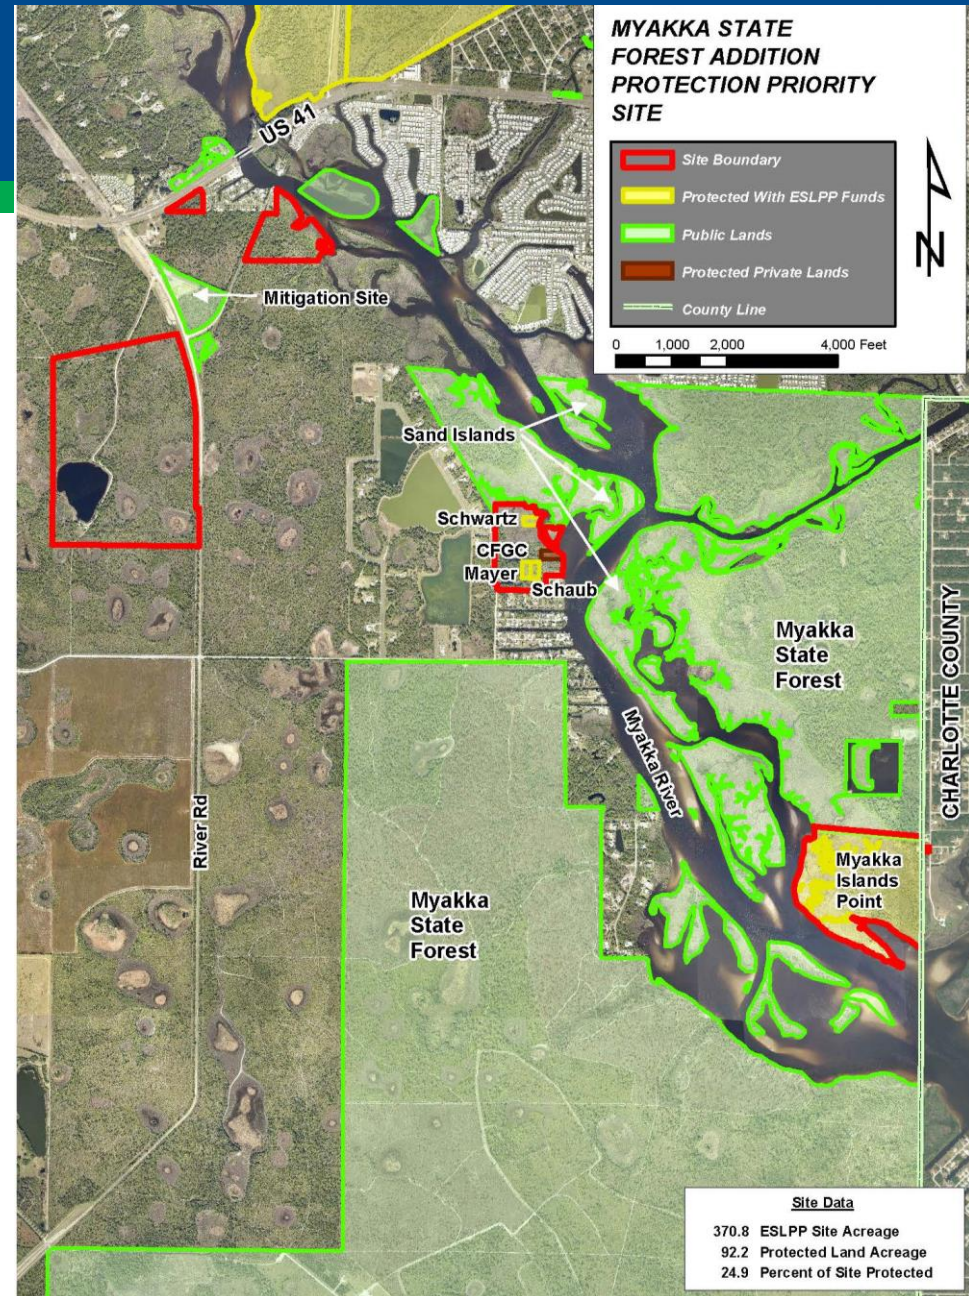 MYAKKA STATE
FOREST ADDITION
PROTECTION PRIORITY
SITE
Site Boundary
Protected With ESLPP Funds
Public Lands
Protected Private Lands
County Line
0 1,000 2,000 4,000 Feet
N
US 41
Mitigation Site
Sand Islands
Schwartz
CFGC
Mayer
Schaub
Myakka
State
Forest
CHARLOTTE COUNTY
Myakka River
River Rd
Myakka
Islands
Point
Myakka
State
Forest
Site Data
370.8 ESLPP Site Acreage
92.2 Protected Land Acreage
24.9 Percent of Site Protected